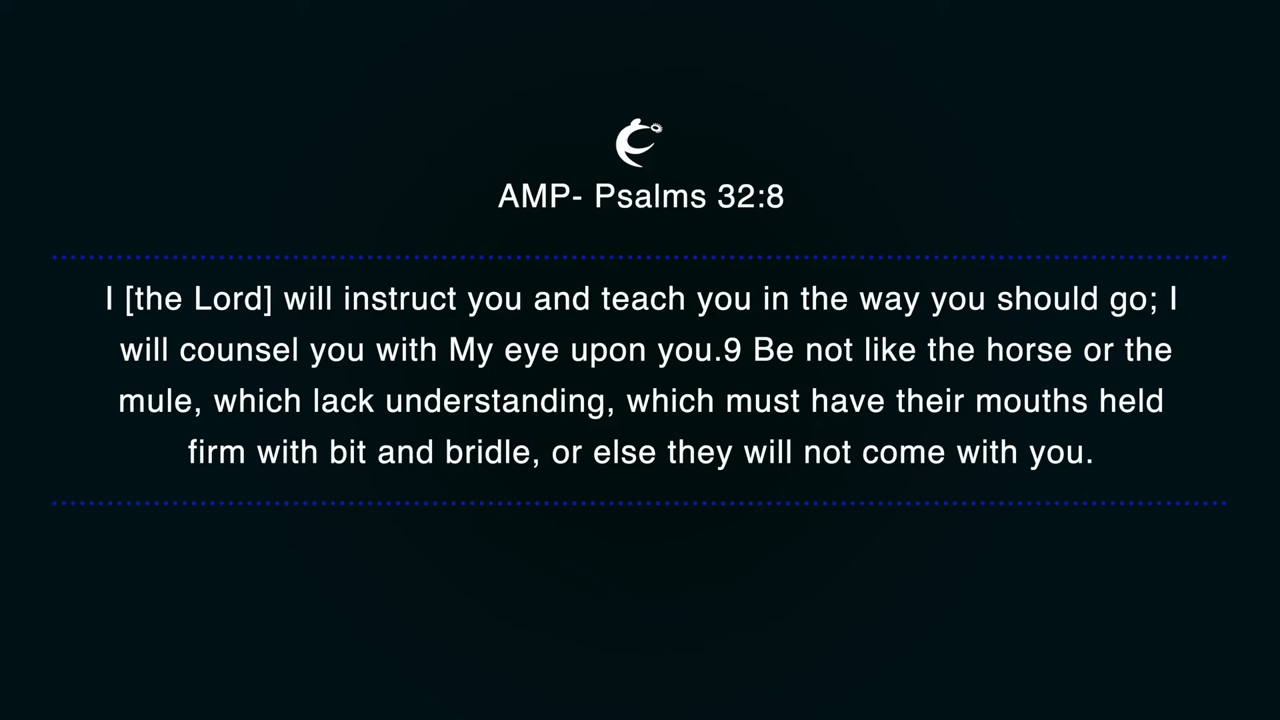 AMP- Psalms 32:8
I [the Lord] will instruct you and teach you in the way you should go; I
will counsel you with My eye upon you.9 Be not like the horse or the
mule, which lack understanding, which must have their mouths held
firm with bit and bridle, or else they will not come with you.